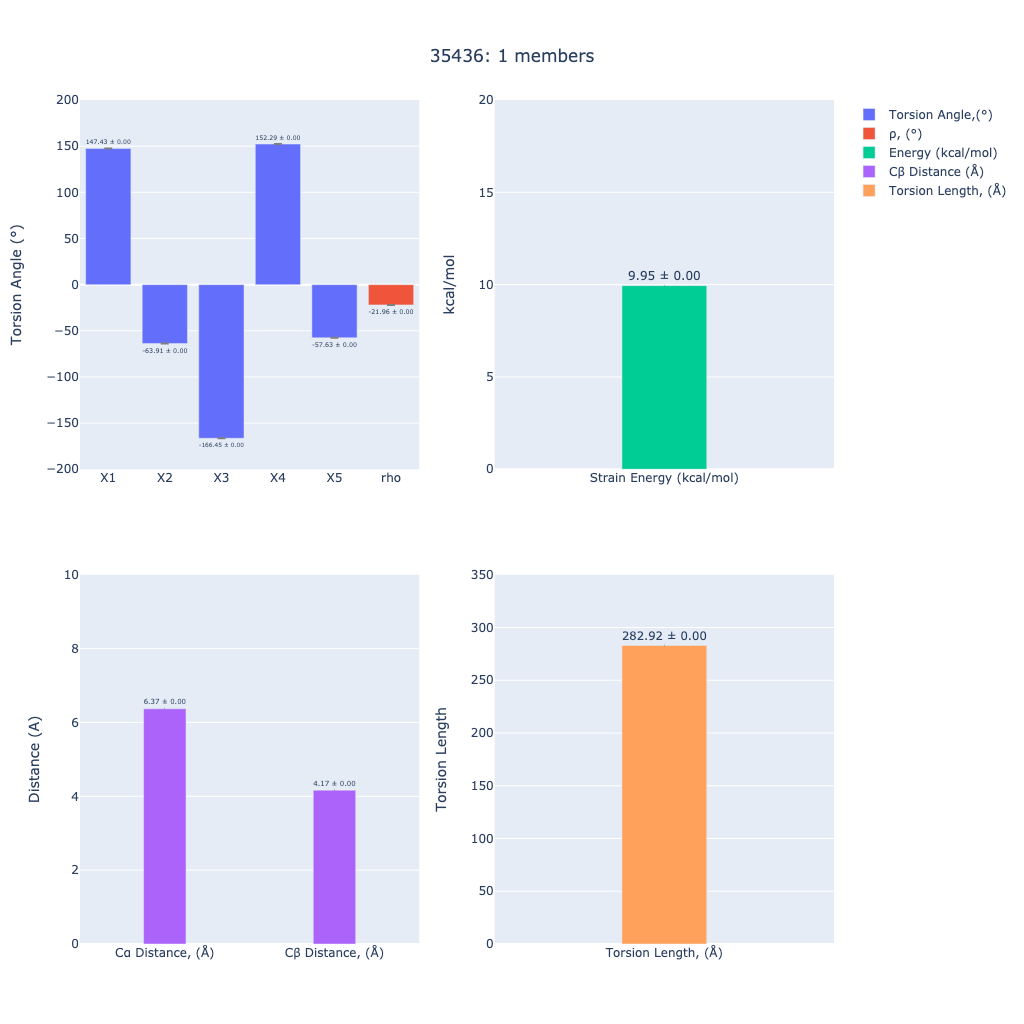 35436: 1 members
Torsion Angle (°)
200
150
100
50
0
−50
−100
−150
−200
147.43 ± 0.00
-63.91 ± 0.00
-166.45 ± 0.00
152.29 ± 0.00
-57.63 ± 0.00
-21.96 ± 0.00
X1 X2 X3 X4 X5 rho
kcal/mol
20
15
10
5
0
9.95 ± 0.00
Strain Energy (kcal/mol)
Torsion Angle,(°)
ρ, (°)
Energy (kcal/mol)
Cβ Distance (Å)
Torsion Length, (Å)
Distance (A)
10
8
6
4
2
0
6.37 ± 0.00
4.17 ± 0.00
Cα Distance, (Å) Cβ Distance, (Å)
Torsion Length
350
300
250
200
150
100
50
0
282.92 ± 0.00
Torsion Length, (Å)